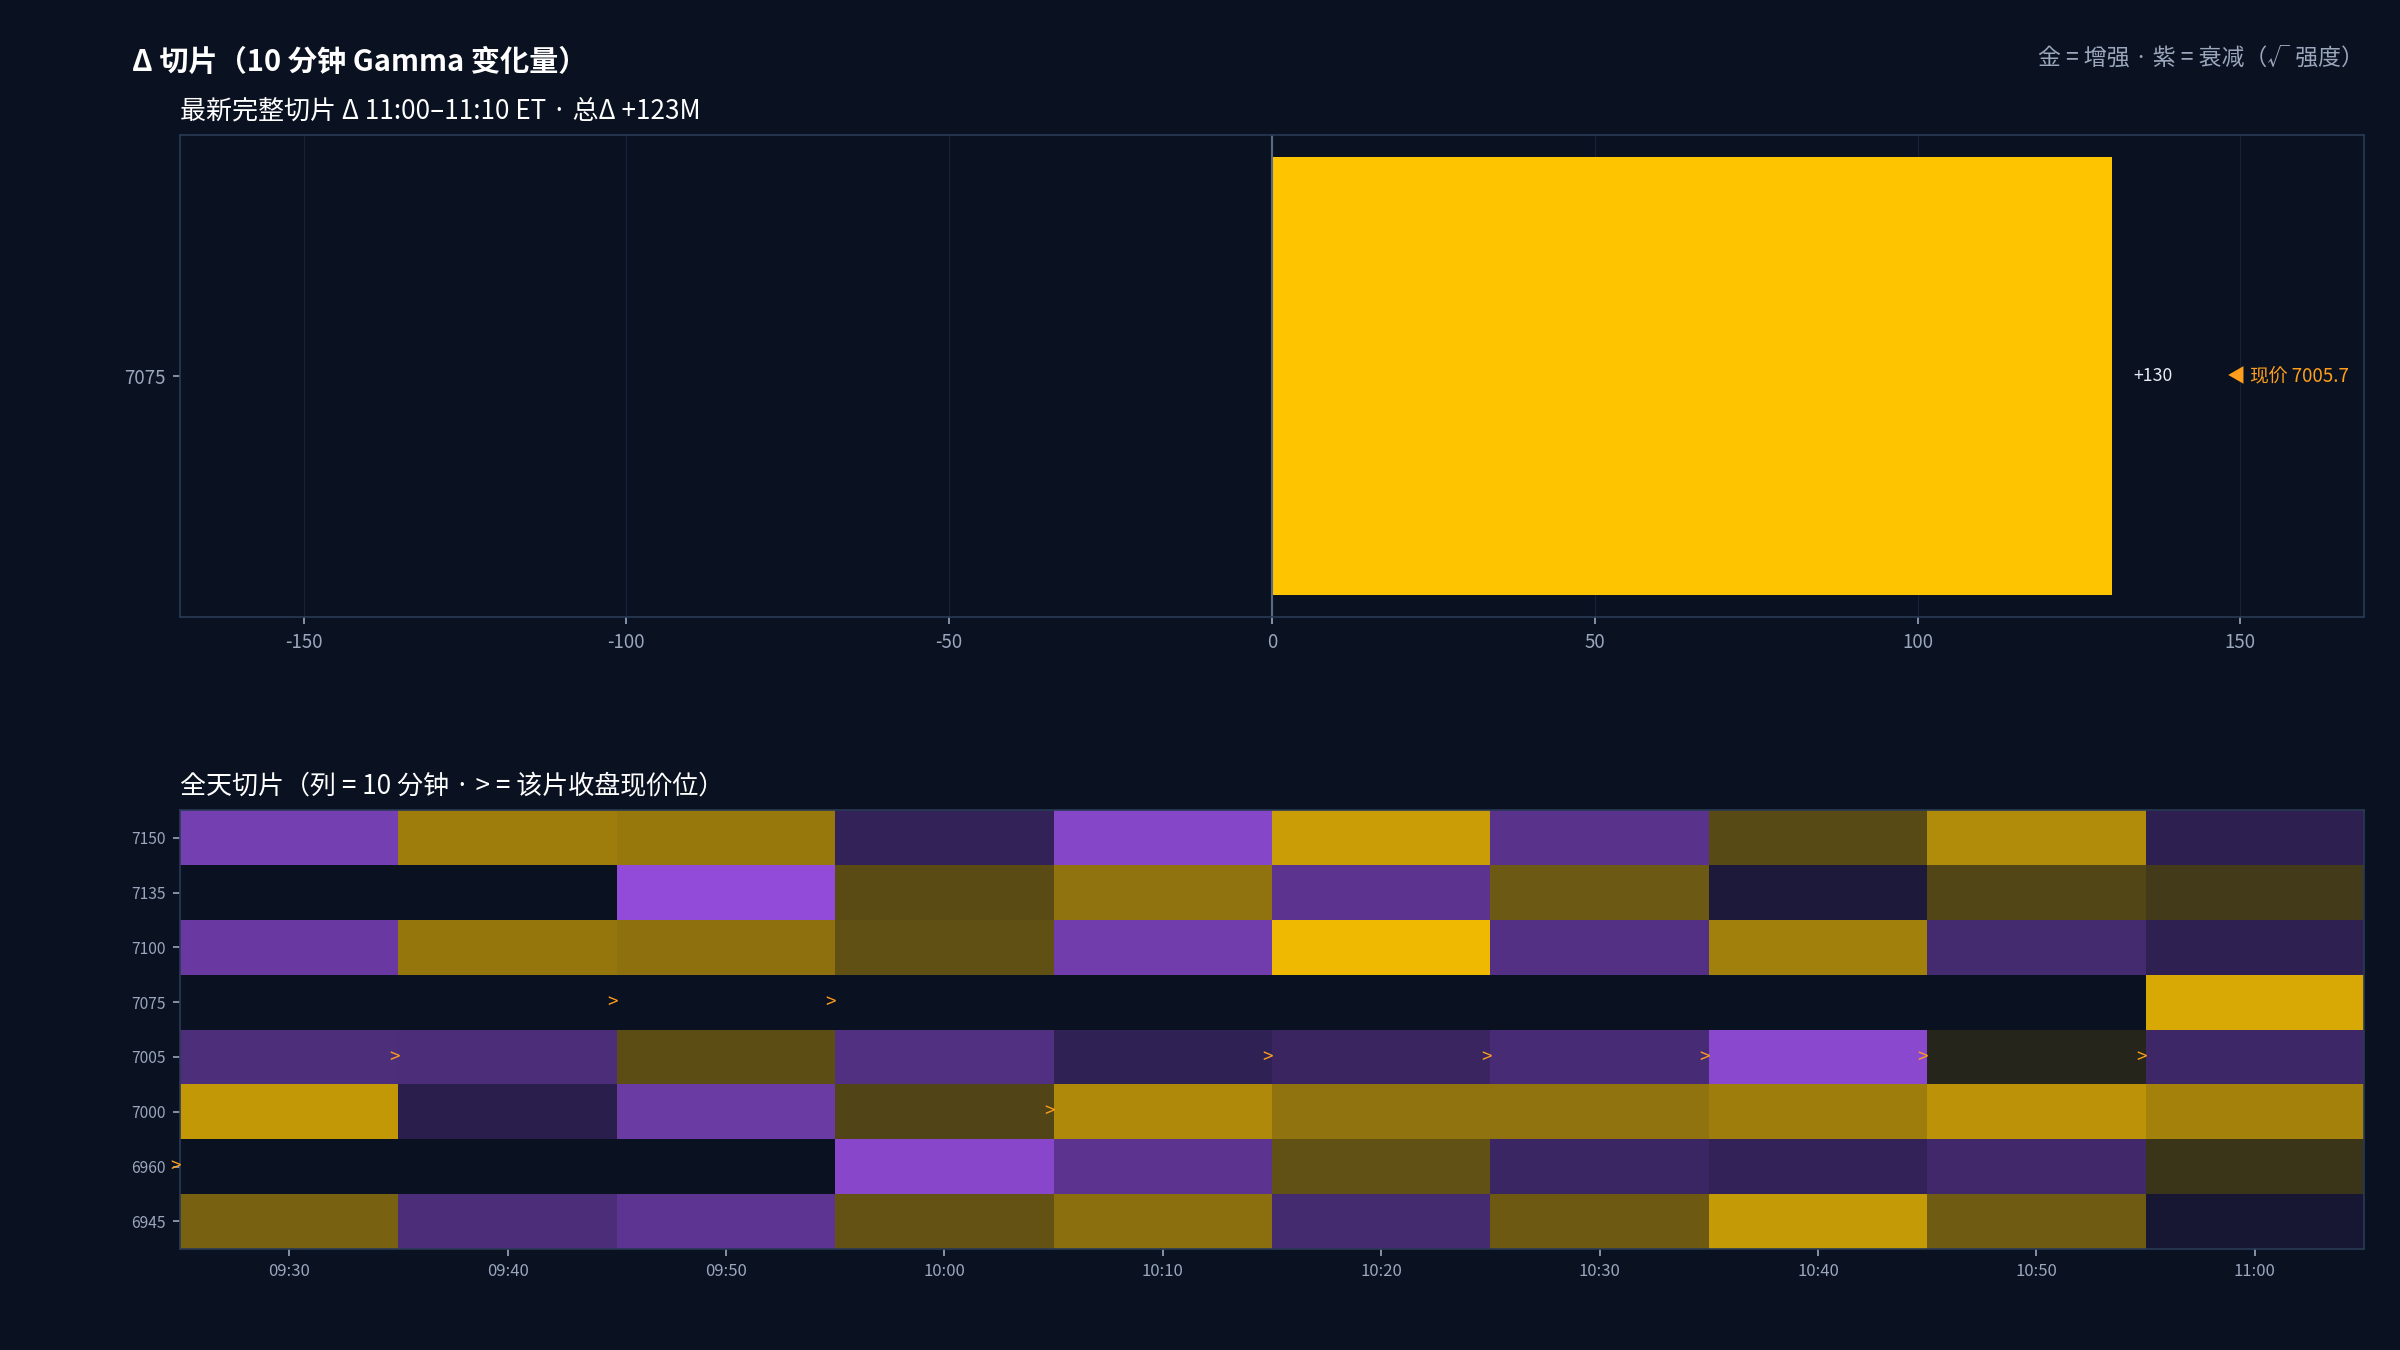 Δ 切片（10 分钟 Gamma 变化量）
金 = 增强 · 紫 = 衰减（√ 强度）
最新完整切片 Δ 11:00–11:10 ET · 总Δ +123M
7075
+130
◀ 现价 7005.7
-150 -100 -50 0 50 100 150
全天切片（列 = 10 分钟 · > = 该片收盘现价位）
7150
7135
7100
7075 > >
7005 > > > > > >
7000 >
6960 >
6945
09:30 09:40 09:50 10:00 10:10 10:20 10:30 10:40 10:50 11:00